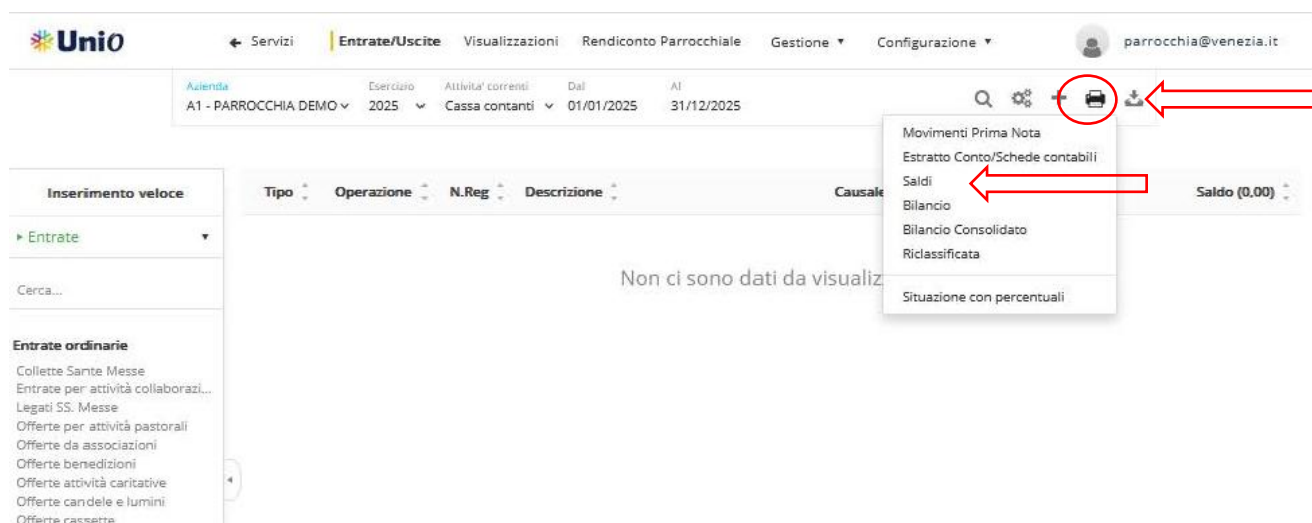 UniO
Servizi
Entrate/Uscite
Visualizzazioni
Rendiconto Parrocchiale
Gestione
Configurazione
parrocchia@venezia.it
Azienda
A1 - PARROCCHIA DEMO
Esercizio
2025
Attivita' correnti
Cassa contanti
Dal
01/01/2025
Al
31/12/2025
Movimenti Prima Nota
Estratto Conto/Schede contabili
Saldi
Bilancio
Bilancio Consolidato
Riclassificata
Situazione con percentuali
Inserimento veloce
Tipo
Operazione
N.Reg
Descrizione
Causale
Saldo (0,00)
Entrate
Non ci sono dati da visualiz
Cerca...
Entrate ordinarie
Collette Sante Messe
Entrate per attività collaborazi...
Legati SS. Messe
Offerte per attività pastorali
Offerte da associazioni
Offerte benedizioni
Offerte attività caritative
Offerte candele e lumini
Offerte cassette